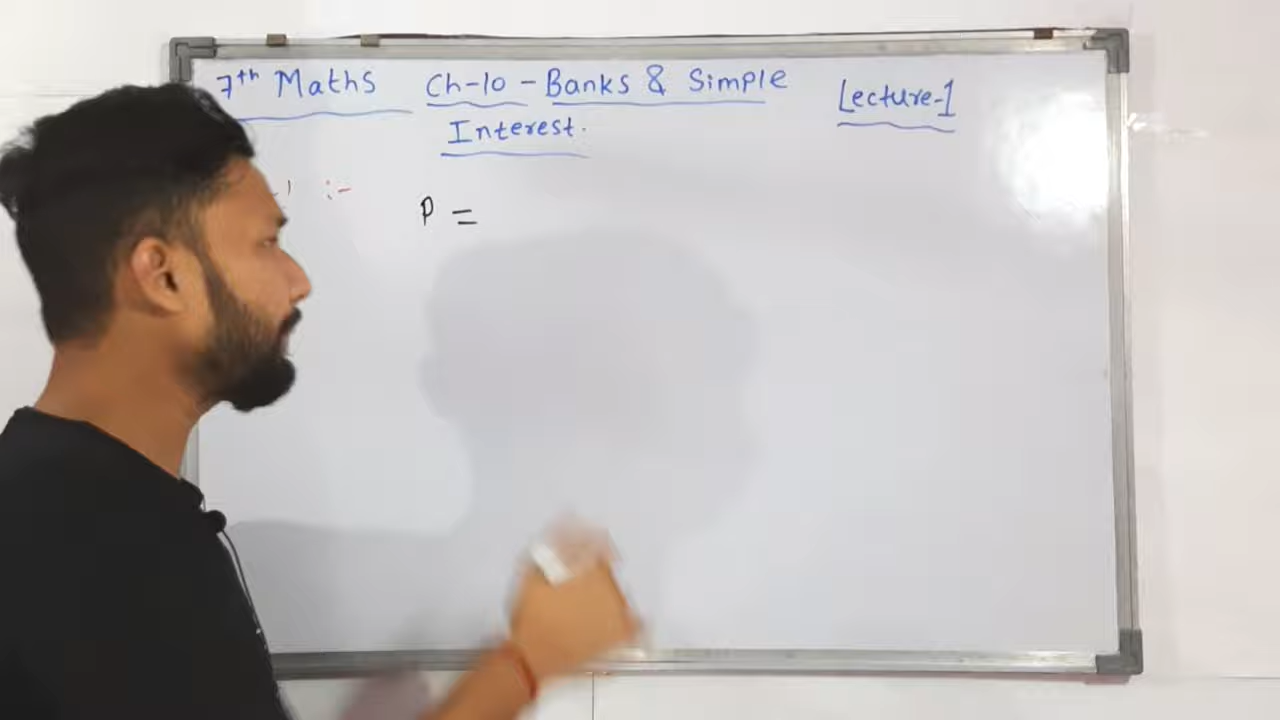 7th Maths Ch-10 - Banks & Simple Interest. Lecture-1
:-
P =